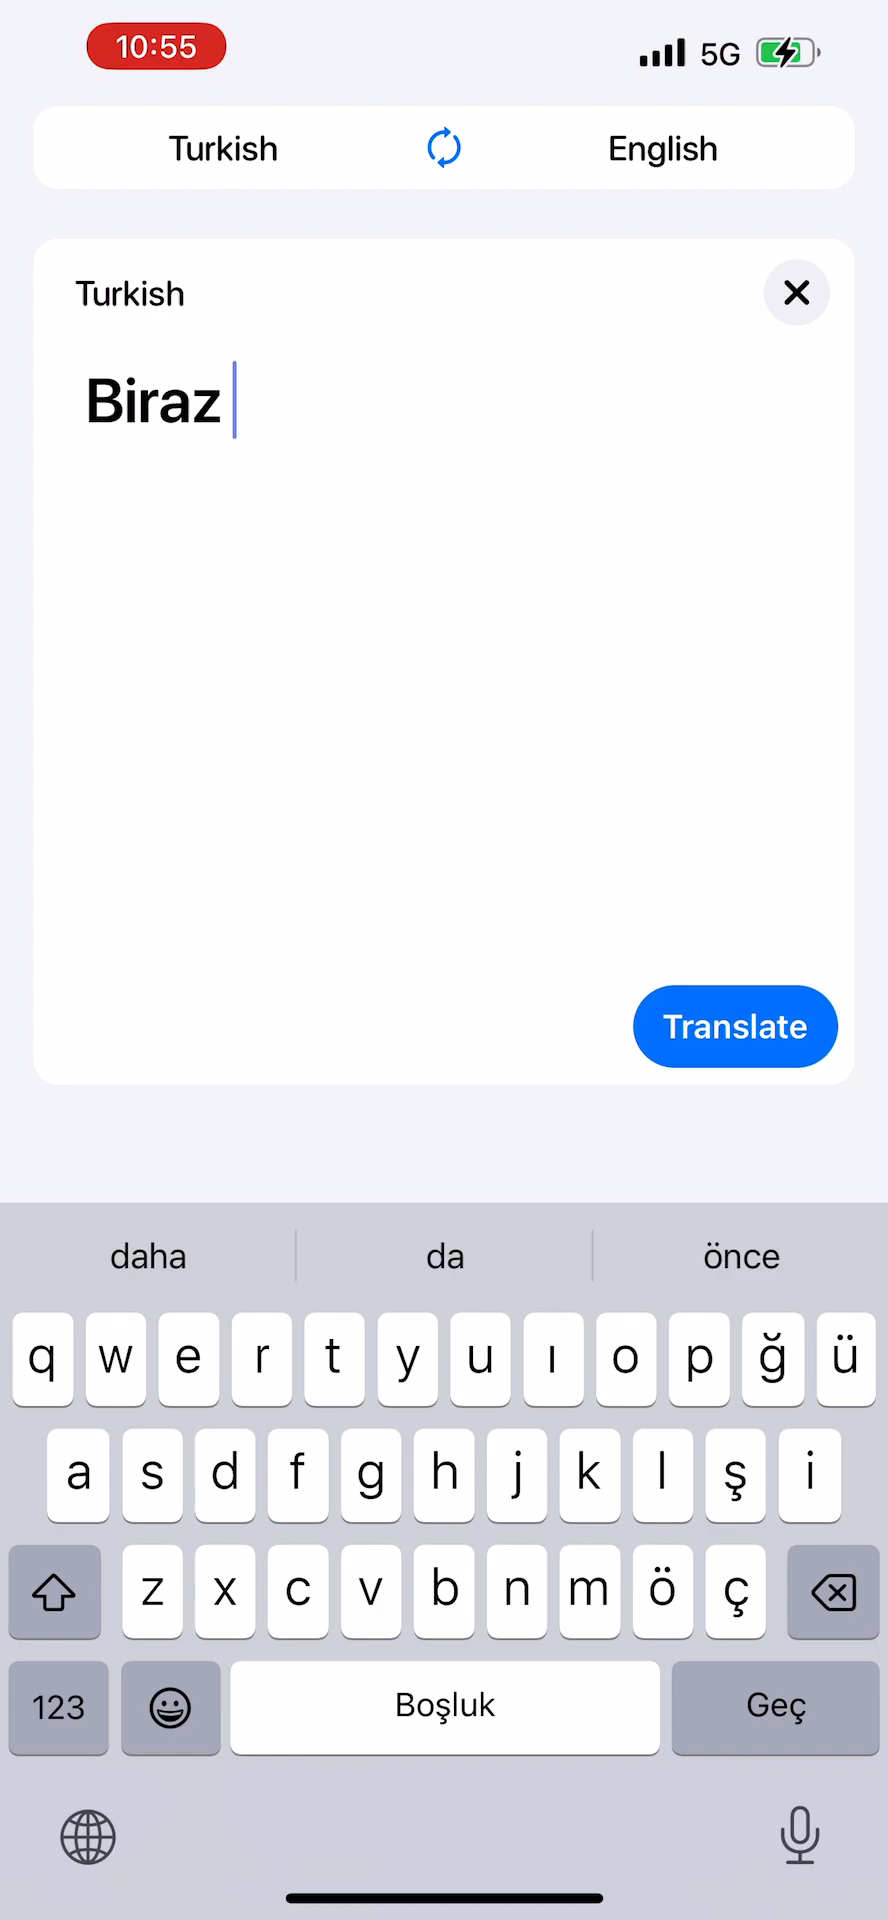 10:55 5G
Turkish English
Turkish
Biraz
Translate
daha da önce
q w e r t y u ı o p ğ ü
a s d f g h j k l ş i
z x c v b n m ö ç
123 Boşluk Geç